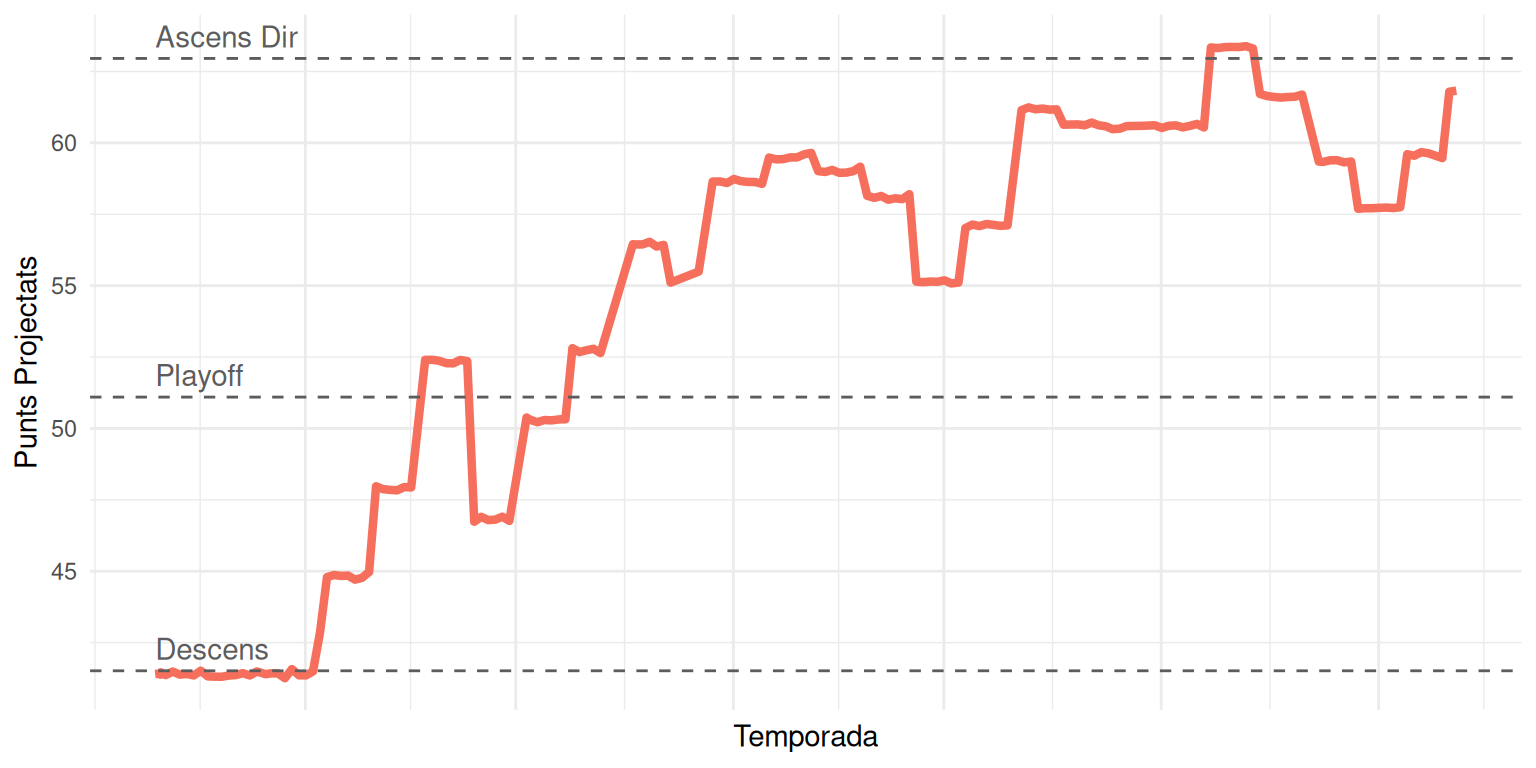 Ascens Dir
60
55
Playoff
50
45
Descens
Punts Projectats
Temporada